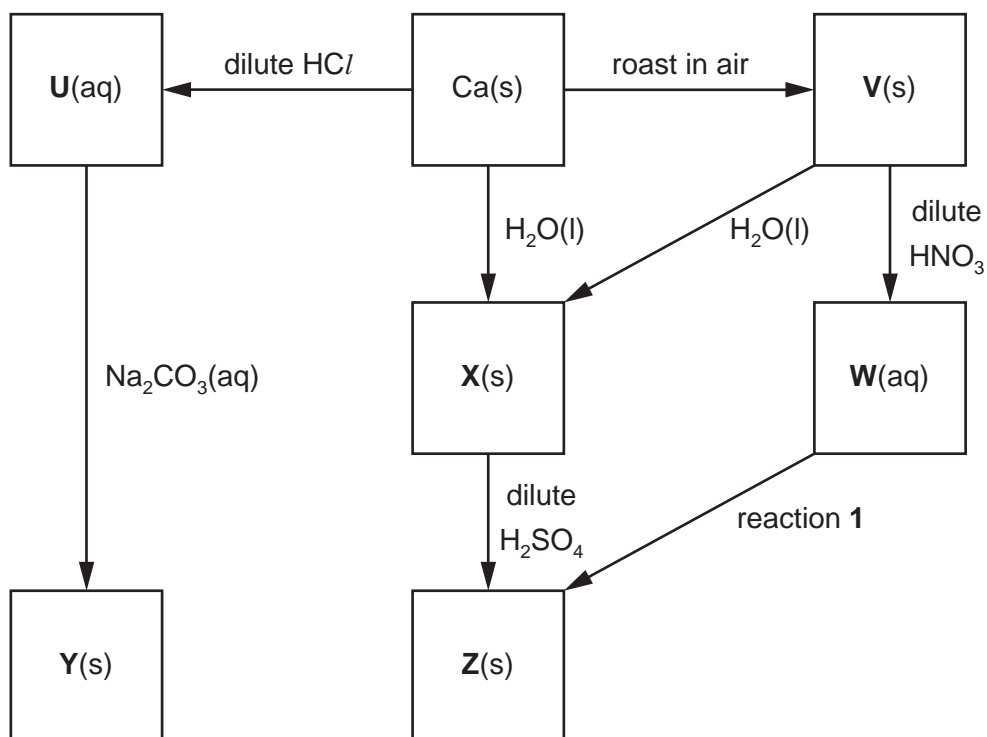 dilute HCl
roast in air
U(aq)
Ca(s)
V(s)
H₂O(l)
H₂O(l)
dilute
HNO₃
Na₂CO₃(aq)
X(s)
W(aq)
dilute
H₂SO₄
reaction 1
Y(s)
Z(s)